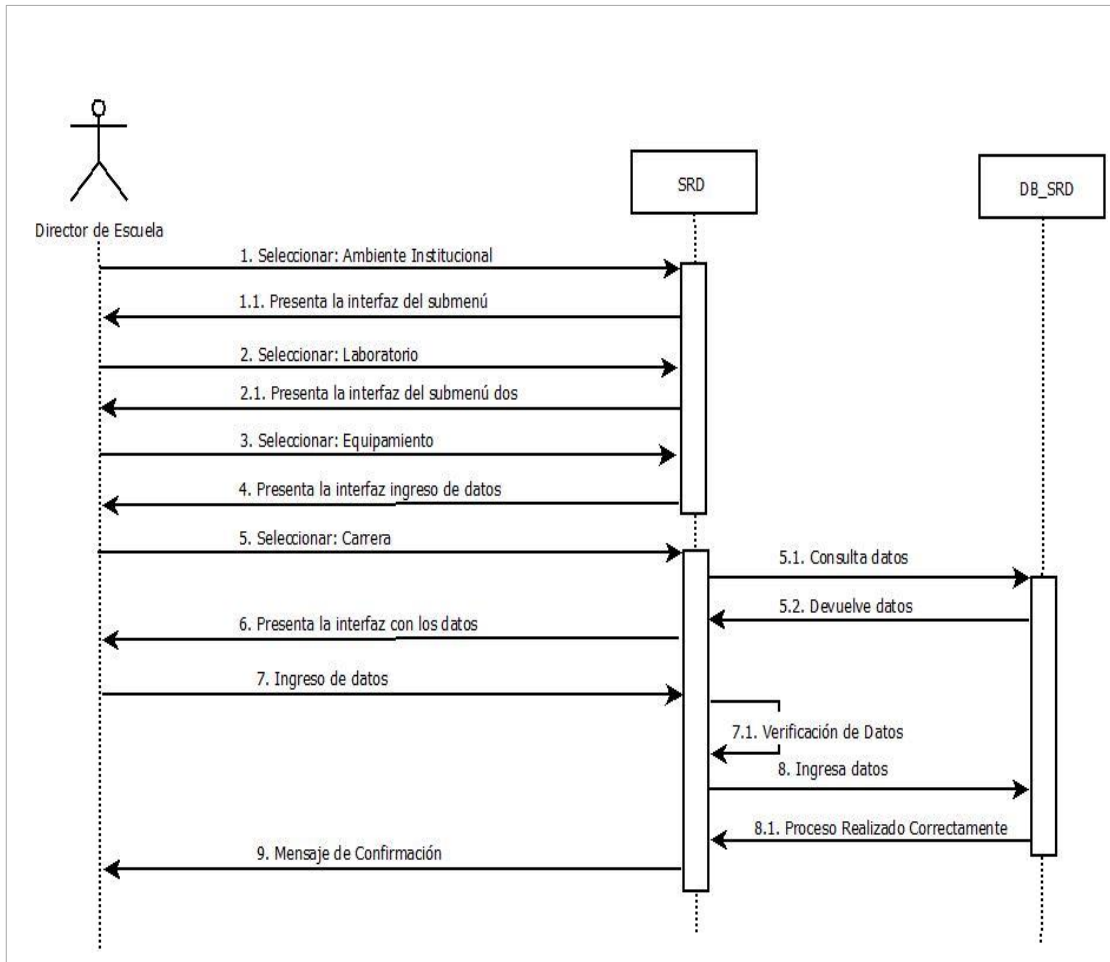 SRD
DB_SRD
Director de Escuela
1. Seleccionar: Ambiente Institucional
1.1. Presenta la interfaz del submenú
2. Seleccionar: Laboratorio
2.1. Presenta la interfaz del submenú dos
3. Seleccionar: Equipamiento
4. Presenta la interfaz ingreso de datos
5. Seleccionar: Carrera
5.1. Consulta datos
5.2. Devuelve datos
6. Presenta la interfaz con los datos
7. Ingreso de datos
7.1. Verificación de Datos
8. Ingresa datos
8.1. Proceso Realizado Correctamente
9. Mensaje de Confirmación